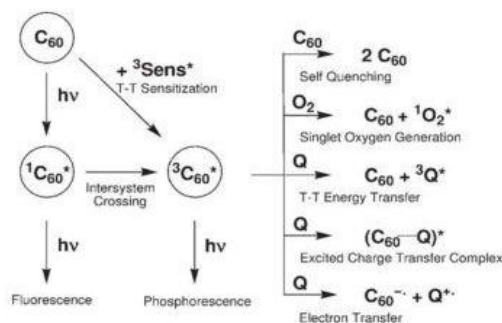 C₆₀
+ ³Sens*
T-T Sensitization
hν
¹C₆₀*
Intersystem
Crossing
³C₆₀*
hν
hν
Fluorescence
Phosphorescence
C₆₀
2 C₆₀
Self Quenching
O₂
C₆₀ + ¹O₂*
Singlet Oxygen Generation
Q
C₆₀ + ³Q*
T-T Energy Transfer
Q
(C₆₀—Q)*
Excited Charge Transfer Complex
Q
C₆₀⁻· + Q⁺·
Electron Transfer